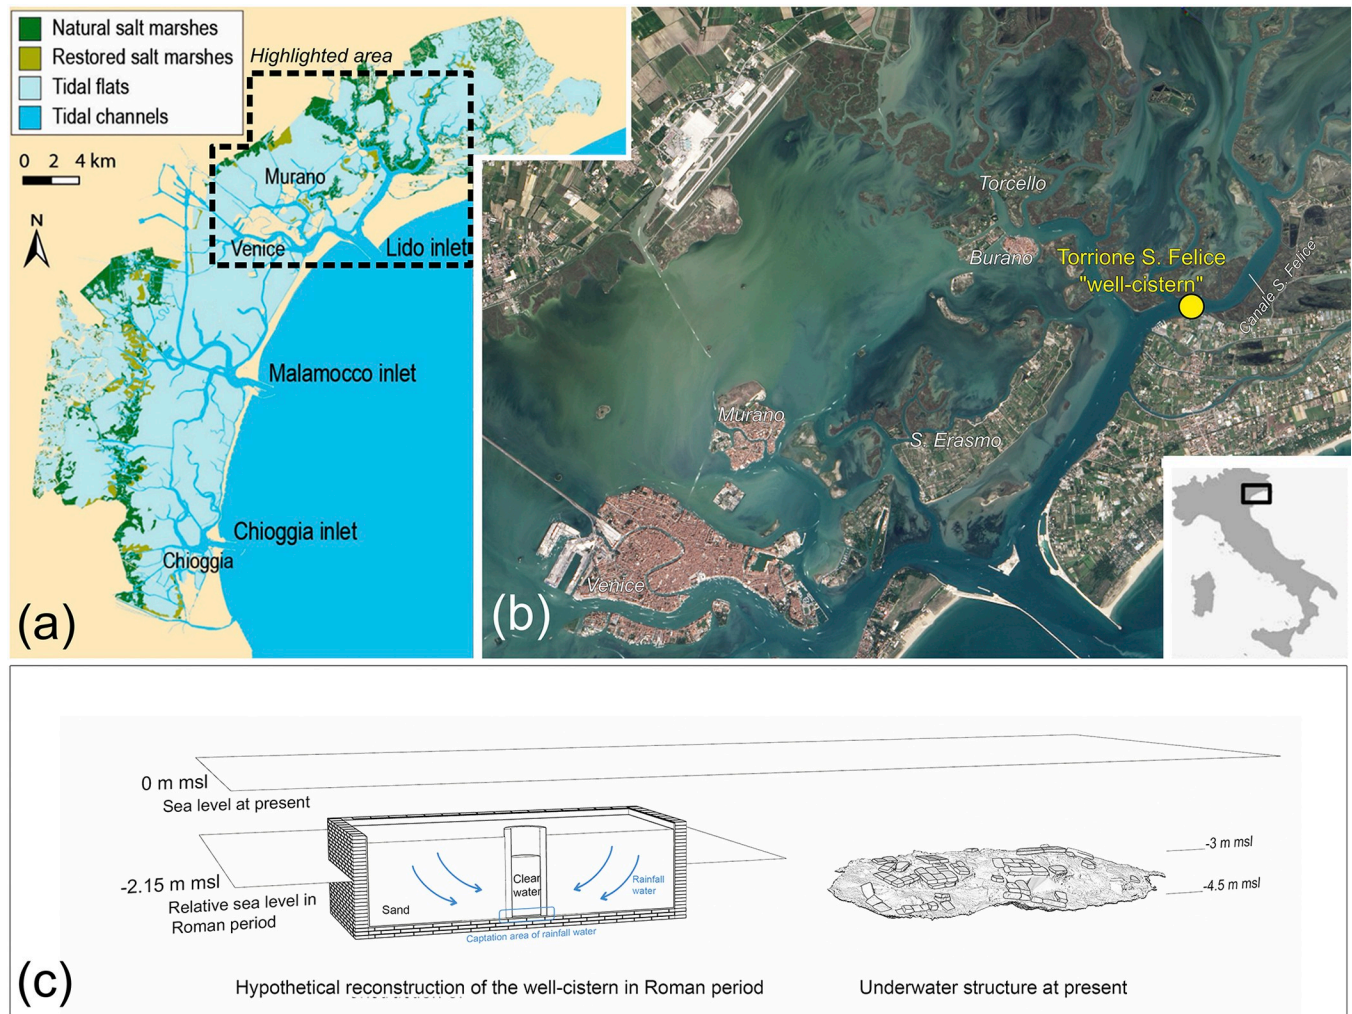 Natural salt marshes
Restored salt marshes
Tidal flats
Tidal channels
Highlighted area
0 2 4 km
N
Murano
Venice
Lido inlet
Malamocco inlet
Chioggia inlet
Chioggia
(a)
Torcello
Burano
Torrione S. Felice
"well-cistern"
Canale S. Felice
Murano
S. Erasmo
Venice
(b)
0 m msl
Sea level at present
-2.15 m msl
Relative sea level in
Roman period
Clear
water
Rainfall
water
Sand
Captation area of rainfall water
-3 m msl
-4.5 m msl
(c)
Hypothetical reconstruction of the well-cistern in Roman period
Underwater structure at present